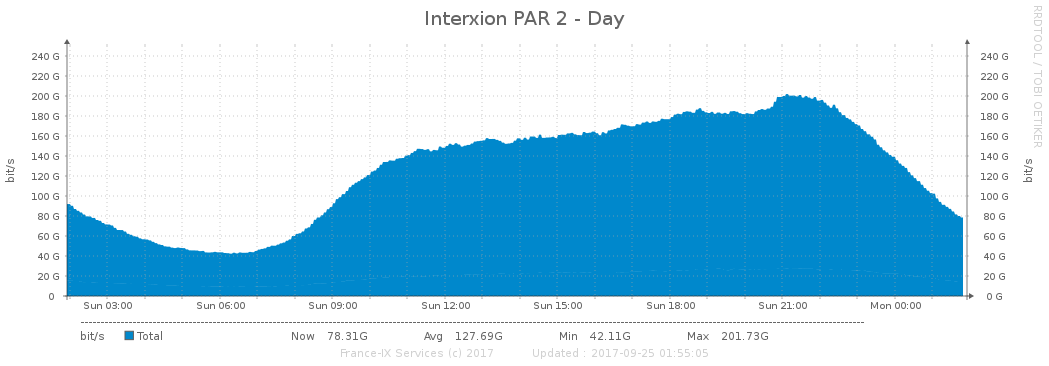 Interxion PAR 2 - Day
RRDTOOL / TOBI OETIKER
bit/s
240 G 240 G
220 G 220 G
200 G 200 G
180 G 180 G
160 G 160 G
140 G 140 G
120 G 120 G
100 G 100 G
80 G 80 G
60 G 60 G
40 G 40 G
20 G 20 G
0 0 G
bit/s
Sun 03:00 Sun 06:00 Sun 09:00 Sun 12:00 Sun 15:00 Sun 18:00 Sun 21:00 Mon 00:00
bit/s Total Now 78.31G Avg 127.69G Min 42.11G Max 201.73G
France-IX Services (c) 2017 Updated : 2017-09-25 01:55:05